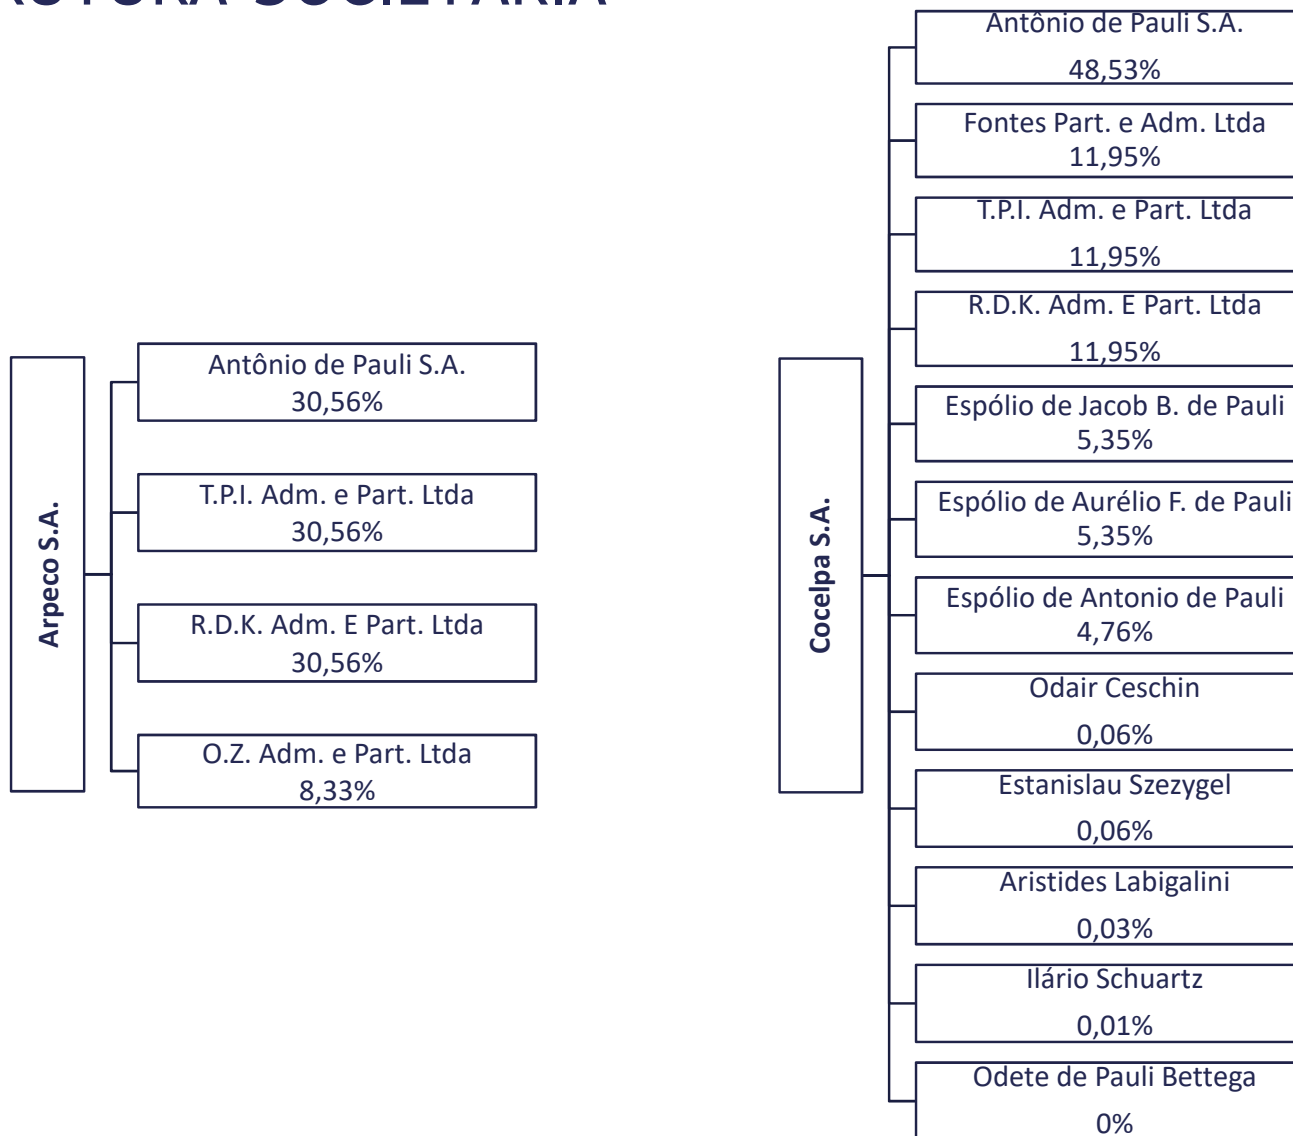 RUTURA SOCIETÁRIA
Arpeco S.A.
Antônio de Pauli S.A.
30,56%
T.P.I. Adm. e Part. Ltda
30,56%
R.D.K. Adm. E Part. Ltda
30,56%
O.Z. Adm. e Part. Ltda
8,33%
Cocelpa S.A.
Antônio de Pauli S.A.
48,53%
Fontes Part. e Adm. Ltda
11,95%
T.P.I. Adm. e Part. Ltda
11,95%
R.D.K. Adm. E Part. Ltda
11,95%
Espólio de Jacob B. de Pauli
5,35%
Espólio de Aurélio F. de Pauli
5,35%
Espólio de Antonio de Pauli
4,76%
Odair Ceschin
0,06%
Estanislau Szezygel
0,06%
Aristides Labigalini
0,03%
Ilário Schuartz
0,01%
Odete de Pauli Bettega
0%